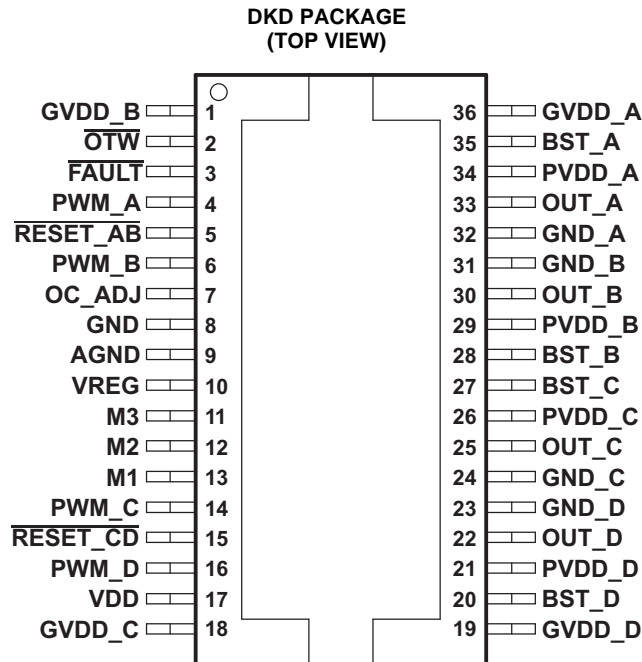 DKD PACKAGE
(TOP VIEW)
GVDD_B 1 36 GVDD_A
OTW 2 35 BST_A
FAULT 3 34 PVDD_A
PWM_A 4 33 OUT_A
RESET_AB 5 32 GND_A
PWM_B 6 31 GND_B
OC_ADJ 7 30 OUT_B
GND 8 29 PVDD_B
AGND 9 28 BST_B
VREG 10 27 BST_C
M3 11 26 PVDD_C
M2 12 25 OUT_C
M1 13 24 GND_C
PWM_C 14 23 GND_D
RESET_CD 15 22 OUT_D
PWM_D 16 21 PVDD_D
VDD 17 20 BST_D
GVDD_C 18 19 GVDD_D